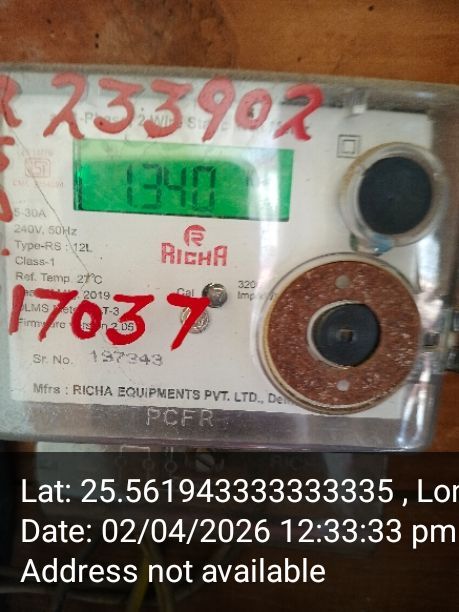 233902
1340
5-30A
240V, 50Hz
Type-RS : 12L
Class-1
Ref. Temp. 27°C
2019
RICHA
Cal.
320
17037
Sr. No. 197343
Mfrs : RICHA EQUIPMENTS PVT. LTD.,
PCFR
Lat: 25.561943333333335 , Lon
Date: 02/04/2026 12:33:33 pm
Address not available